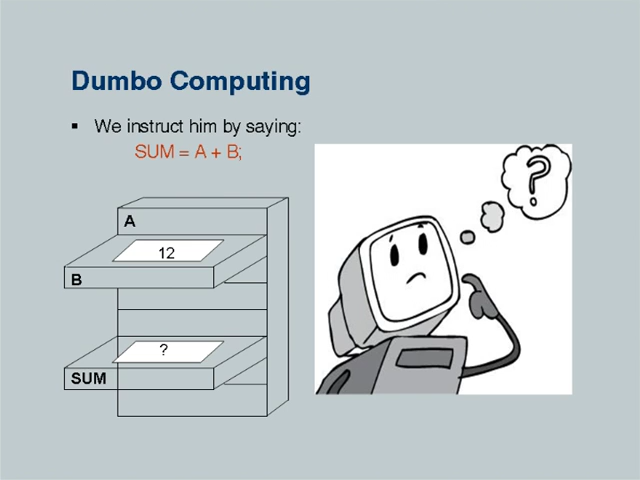 Dumbo Computing
▪ We instruct him by saying:
SUM = A + B;
?
A
12
B
?
SUM